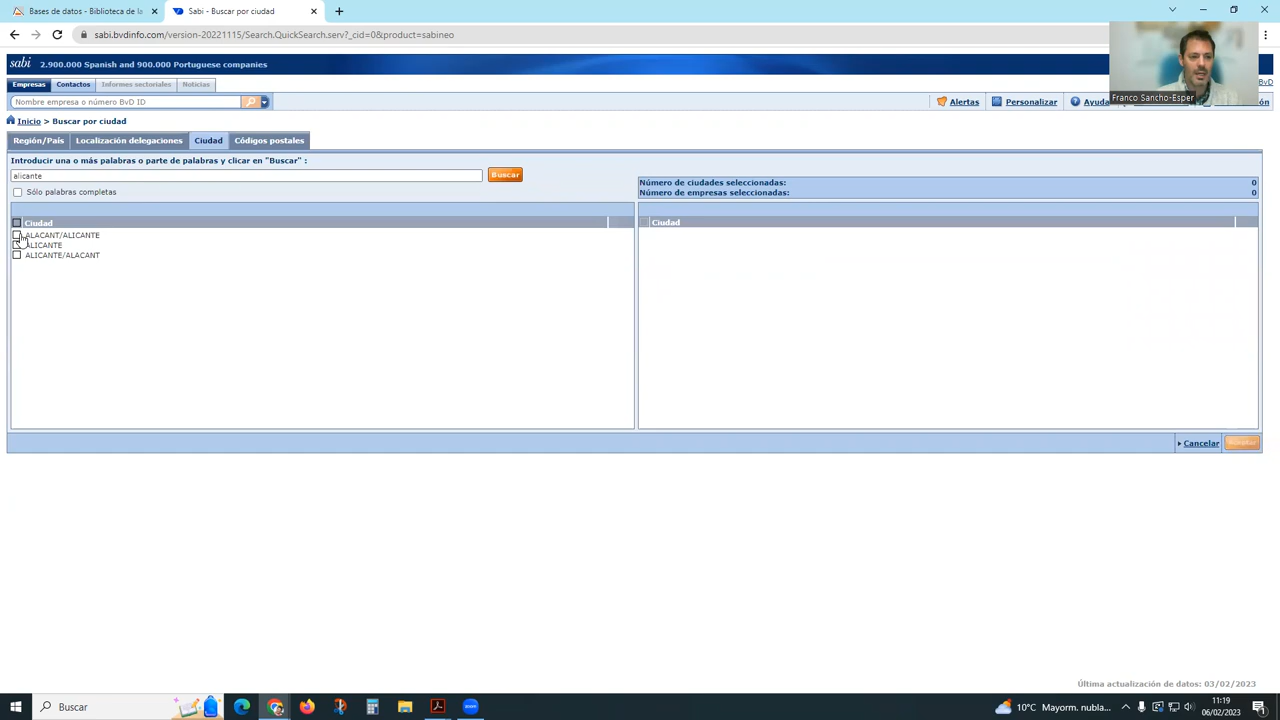 Bases de datos - Biblioteca de la
Sabi - Buscar por ciudad
sabi.bvdinfo.com/version-20221115/Search.QuickSearch.serv?_cid=0&product=sabineo
sabi 2.900.000 Spanish and 900.000 Portuguese companies
Empresas Contactos Informes sectoriales Noticias
BvD
Nombre empresa o número BvD ID
Alertas Personalizar Ayuda
Franco Sancho-Esper
Inicio > Buscar por ciudad
Región/País Localización delegaciones Ciudad Códigos postales
Introducir una o más palabras o parte de palabras y clicar en "Buscar" :
alicante Buscar
Sólo palabras completas
Número de ciudades seleccionadas: 0
Número de empresas seleccionadas: 0
Ciudad
ALACANT/ALICANTE
ALICANTE
ALICANTE/ALACANT
Ciudad
Cancelar Aceptar
Última actualización de datos: 03/02/2023
Buscar
10°C Mayorm. nubla...
11:19
06/02/2023